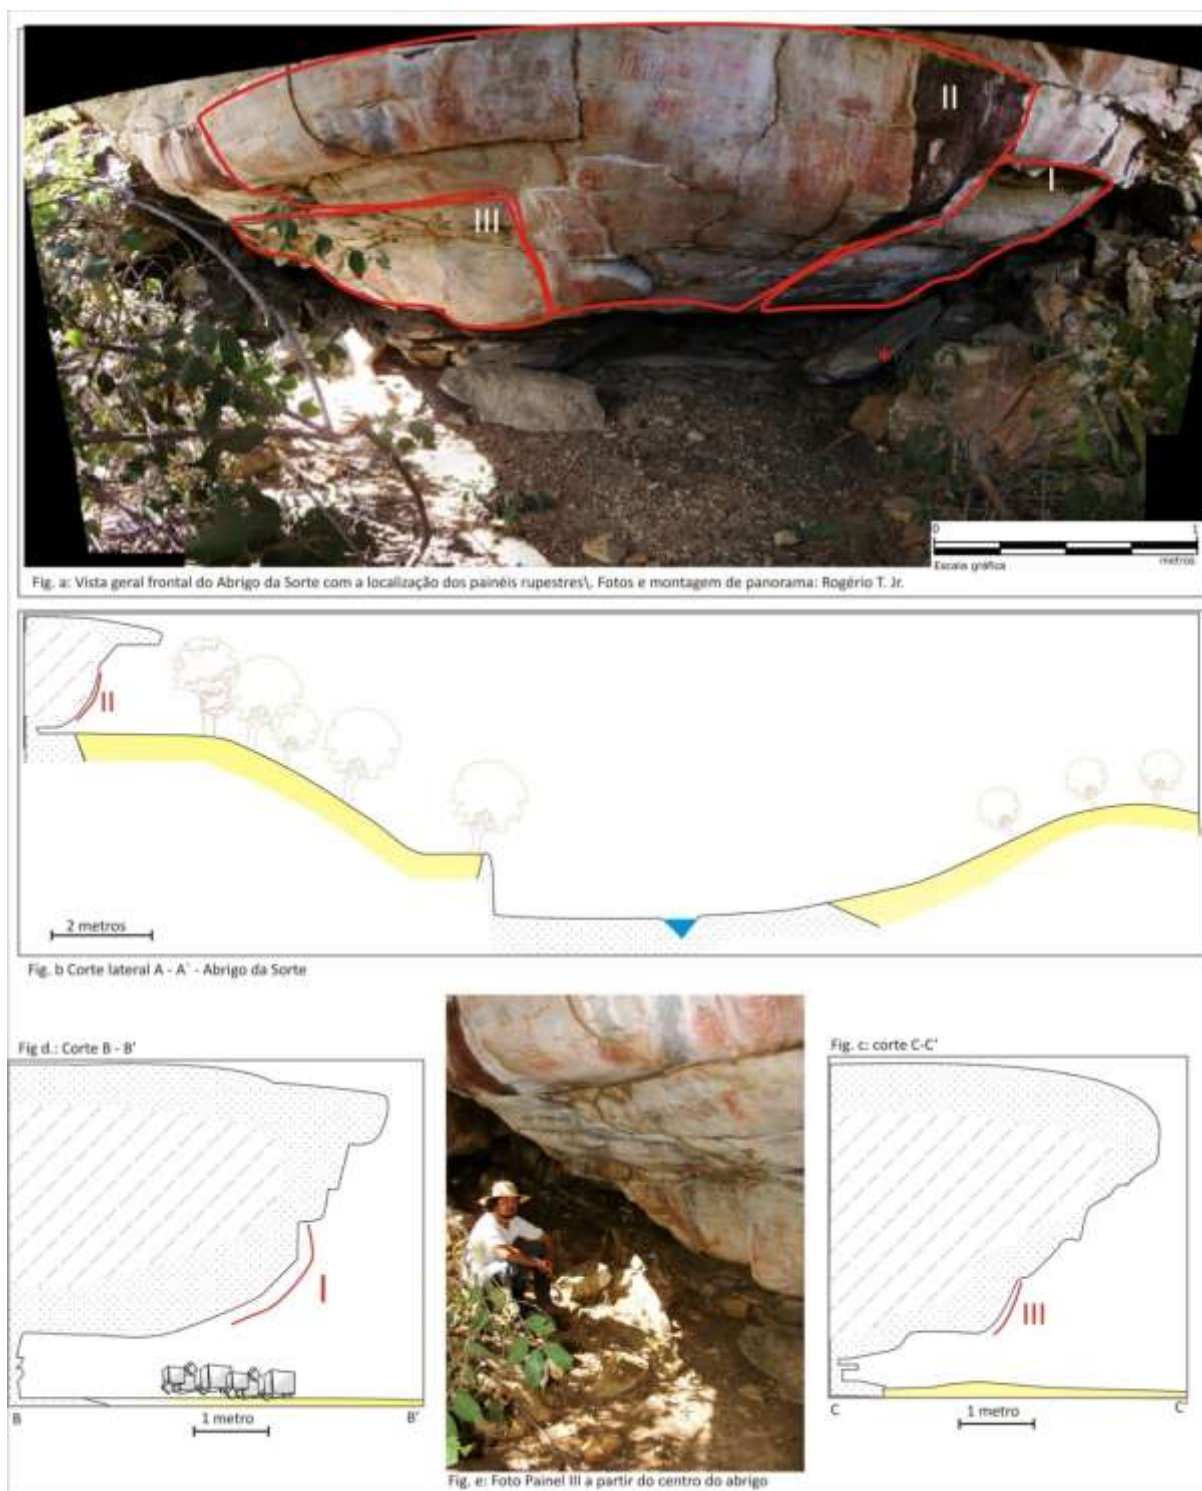 II
I
III
*
0 1
metros
Escala gráfica
Fig. a: Vista geral frontal do Abrigo da Sorte com a localização dos painéis rupestres\, Fotos e montagem de panorama: Rogério T. Jr.
II
2 metros
Fig. b Corte lateral A - A` - Abrigo da Sorte
Fig d.: Corte B - B'
I
B B'
1 metro
Fig. e: Foto Painel III a partir do centro do abrigo
Fig. c: corte C-C'
III
C C'
1 metro